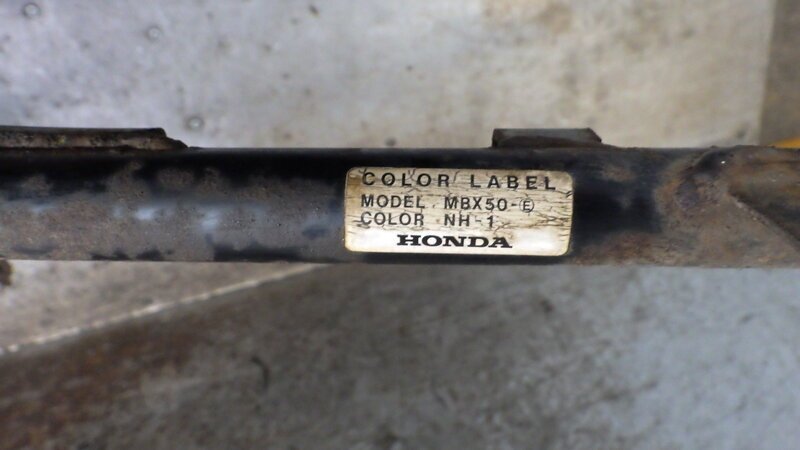 COLOR LABEL
MODEL MBX50-Ⓔ
COLOR NH-1
HONDA